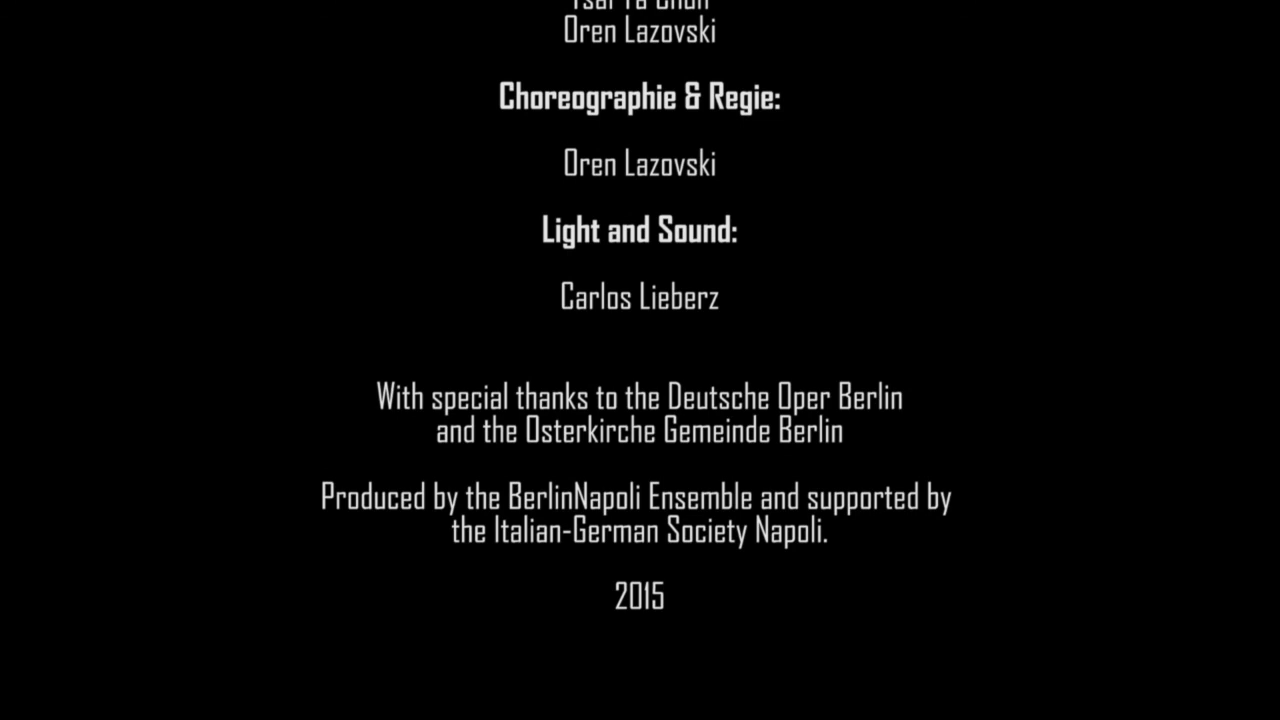 Oren Lazovski
Choreographie & Regie:
Oren Lazovski
Light and Sound:
Carlos Lieberz
With special thanks to the Deutsche Oper Berlin
and the Osterkirche Gemeinde Berlin
Produced by the BerlinNapoli Ensemble and supported by
the Italian-German Society Napoli.
2015